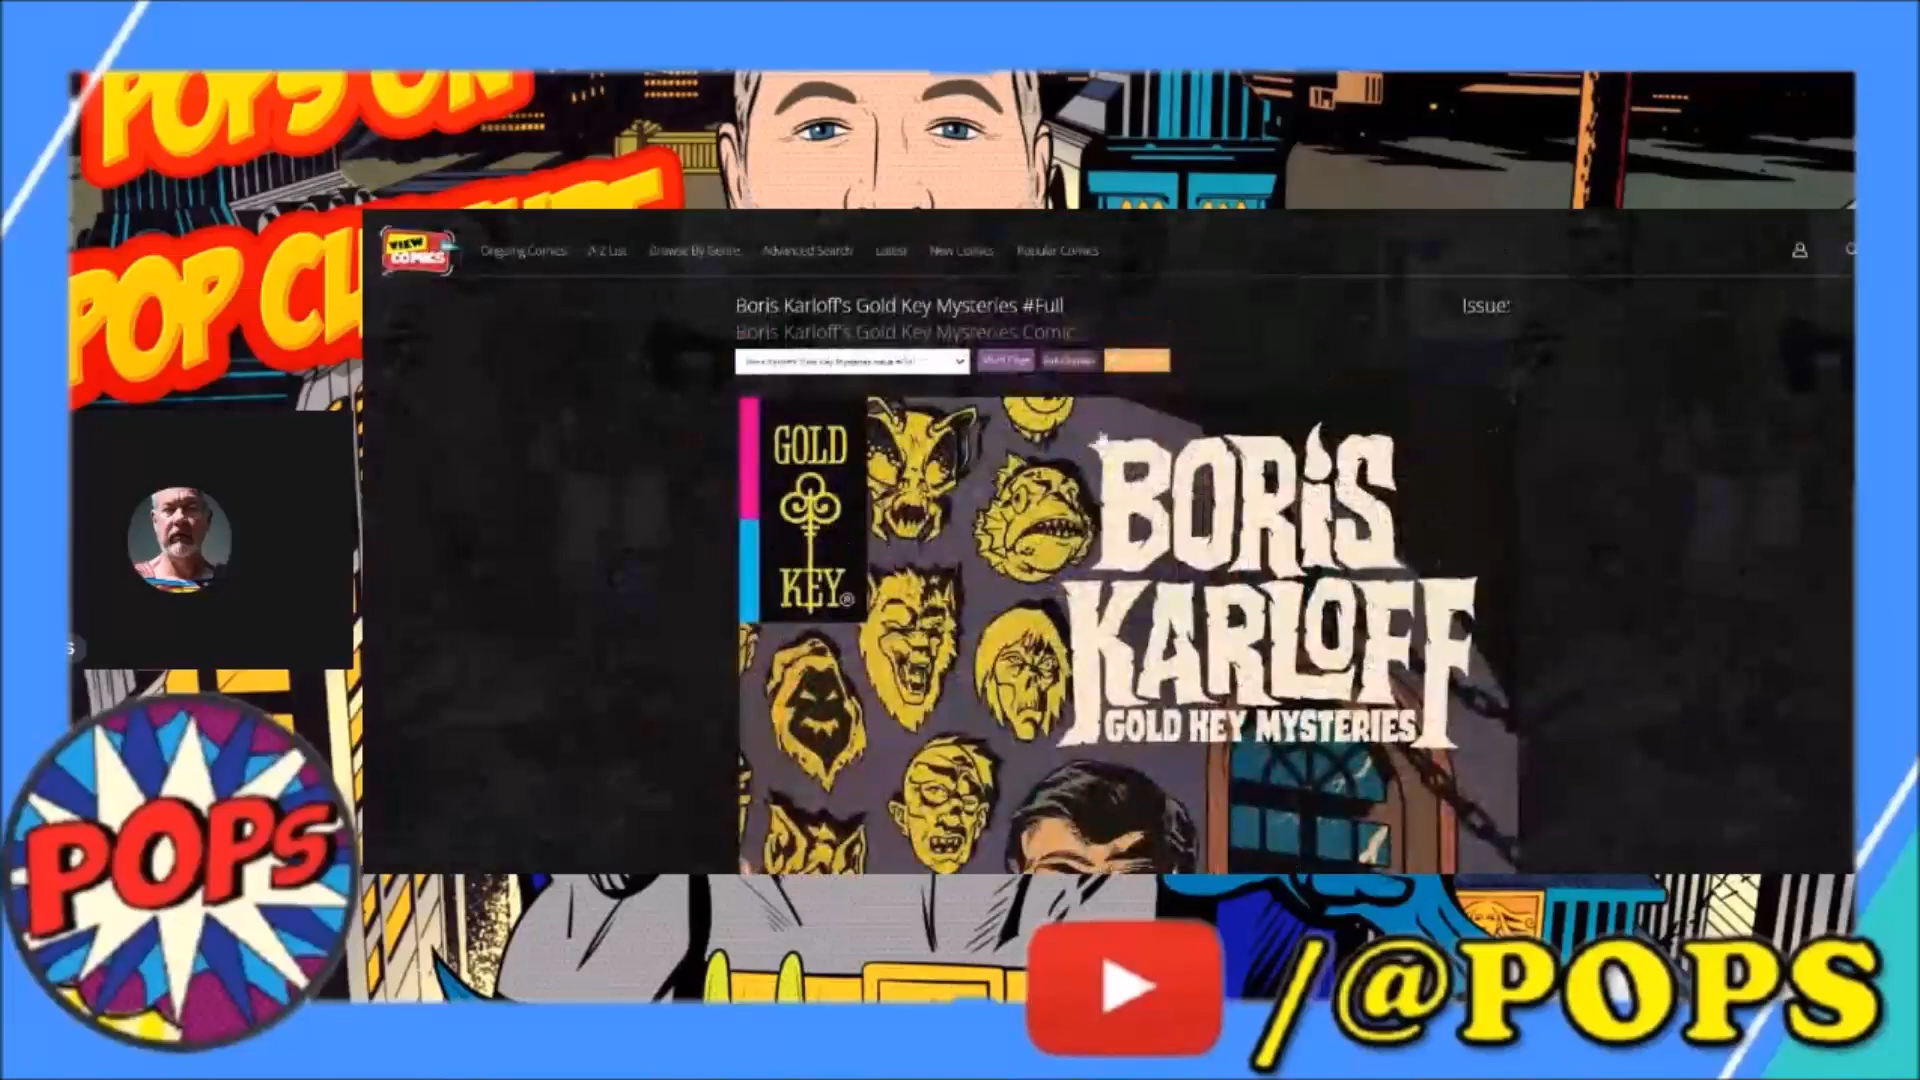 POPS ON
POP CL
VIEW
COMICS
Ongoing Comics A-Z List Browse By Genre Advanced Search Latest New Comics Popular Comics
Boris Karloff's Gold Key Mysteries #Full
Issue:
Boris Karloff's Gold Key Mysteries Comic
GOLD
KEY®
BORIS
KARLOFF
GOLD KEY MYSTERIES
S
POPS
/@POPS